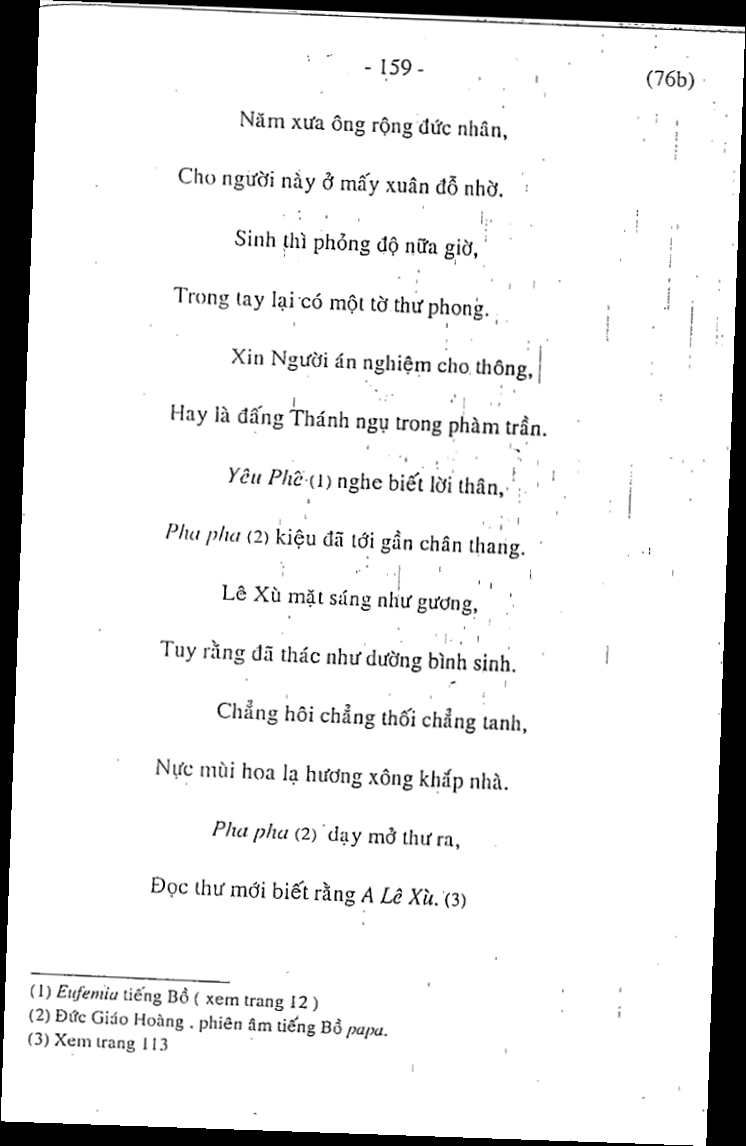 - 159 -
(76b)
Năm xưa ông rộng đức nhân,
Cho người này ở mấy xuân đỗ nhờ.
Sinh thì phỏng độ nữa giờ,
Trong tay lại có một tờ thư phong.
Xin Người án nghiệm cho thông,
Hay là đấng Thánh ngụ trong phàm trần.
Yêu Phê (1) nghe biết lời thân,
Pha pha (2) kiệu đã tới gần chân thang.
Lê Xù mặt sáng như gương,
Tuy rằng đã thác như dường bình sinh.
Chẳng hôi chẳng thối chẳng tanh,
Nực mùi hoa lạ hương xông khắp nhà.
Pha pha (2) dạy mở thư ra,
Đọc thư mới biết rằng A Lê Xù. (3)
(1) Eufemia tiếng Bồ ( xem trang 12 )
(2) Đức Giáo Hoàng . phiên âm tiếng Bồ papa.
(3) Xem trang 113